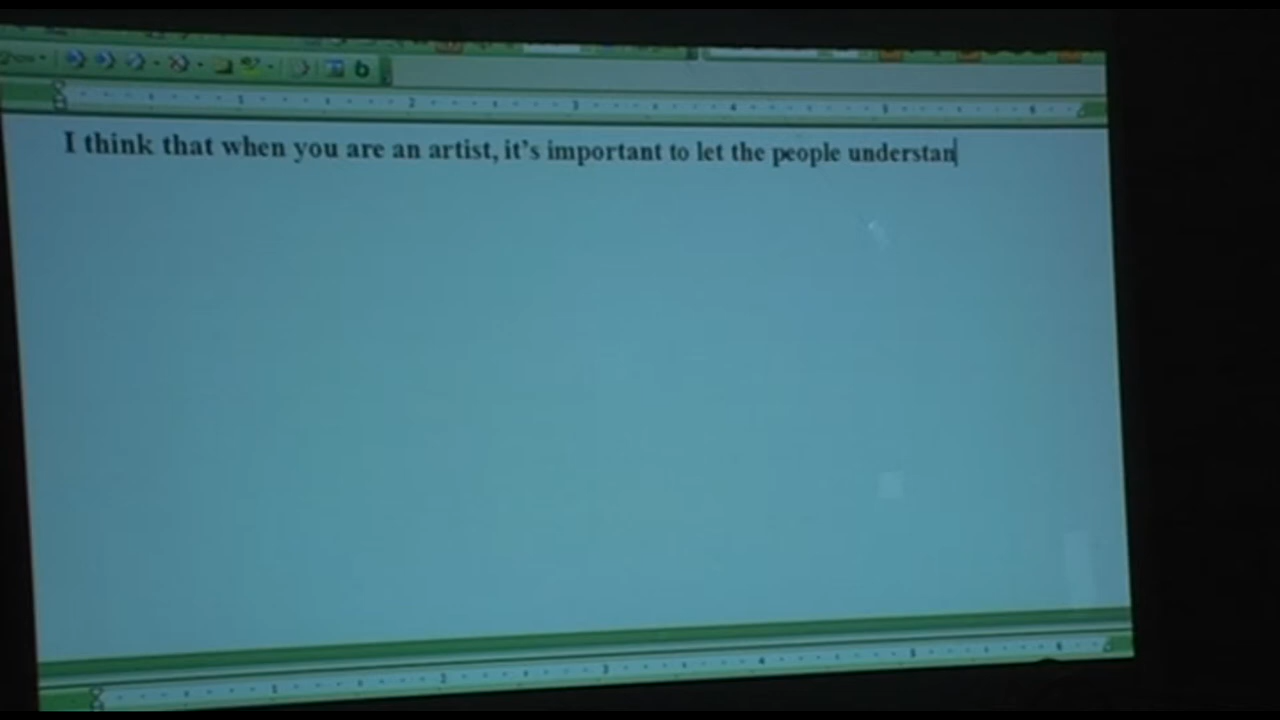 I think that when you are an artist, it's important to let the people understan